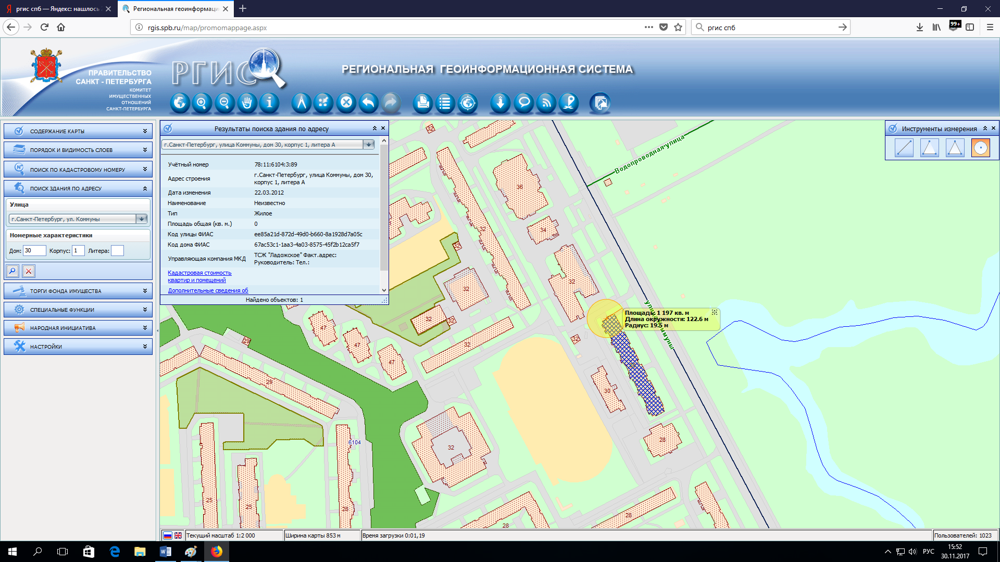 ргис спб — Яндекс: нашлось
Региональная геоинформаци
rgis.spb.ru/map/promomappage.aspx
ргис спб
99+
ПРАВИТЕЛЬСТВО
САНКТ - ПЕТЕРБУРГА
КОМИТЕТ
ИМУЩЕСТВЕННЫХ
ОТНОШЕНИЙ
САНКТ-ПЕТЕРБУРГА
РГИС
РЕГИОНАЛЬНАЯ ГЕОИНФОРМАЦИОННАЯ СИСТЕМА
СОДЕРЖАНИЕ КАРТЫ
ПОРЯДОК И ВИДИМОСТЬ СЛОЕВ
ПОИСК ПО КАДАСТРОВОМУ НОМЕРУ
ПОИСК ЗДАНИЯ ПО АДРЕСУ
Улица
г.Санкт-Петербург, ул. Коммуны
Номерные характеристики
Дом: 30 Корпус: 1 Литера:
ТОРГИ ФОНДА ИМУЩЕСТВА
СПЕЦИАЛЬНЫЕ ФУНКЦИИ
НАРОДНАЯ ИНИЦИАТИВА
НАСТРОЙКИ
Результаты поиска здания по адресу
г.Санкт-Петербург, улица Коммуны, дом 30, корпус 1, литера А
Учётный номер 78:11:6104:3:89
Адрес строения г.Санкт-Петербург, улица Коммуны, дом 30,
корпус 1, литера А
Дата изменения 22.03.2012
Наименование Неизвестно
Тип Жилое
Площадь общая (кв. м.) 0
Код улицы ФИАС ee85a21d-872d-49d0-b660-8a1928d7a05c
Код дома ФИАС 67ac53c1-1aa3-4a03-8575-45f2b12ca5f7
Управляющая компания МКД ТСЖ "Ладожское" Факт.адрес:
Руководитель: Тел.:
Кадастровая стоимость
квартир и помещений
Дополнительные сведения об
Найдено объектов: 1
Инструменты измерения
Водопроводная улица
32
36
32
34
32
32
32
32
32
32
32
47
47
47
29
29
30
28
32
6104
25
25
28
28
28
Площадь: 1 197 кв. м
Длина окружности: 122.6 м
Радиус: 19.5 м
Текущий масштаб 1:2 000
Ширина карты 853 м
Время загрузки 0:01,19
Пользователей: 1023
РУС
15:52
30.11.2017